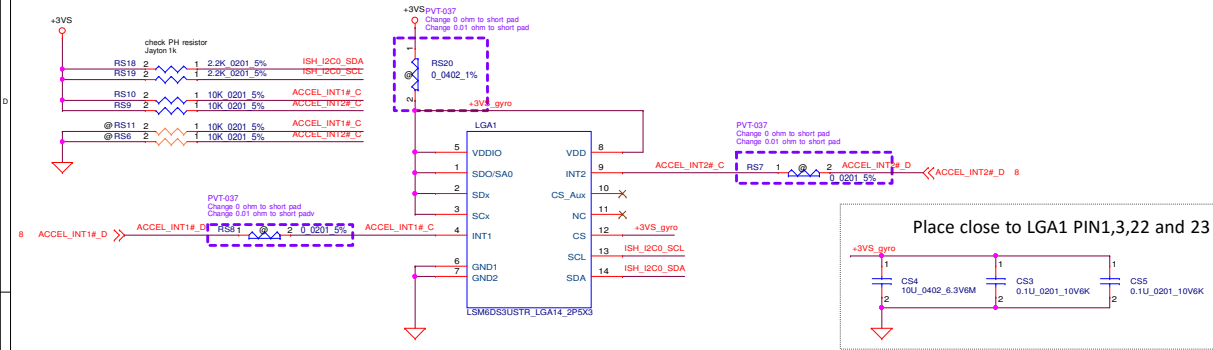 +3VS
check PH resistor
Jayton 1k
RS18 2 1 2.2K_0201_5% ISH_I2C0_SDA
RS19 2 1 2.2K_0201_5% ISH_I2C0_SCL
RS10 2 1 10K_0201_5% ACCEL_INT1#_C
RS9 2 1 10K_0201_5% ACCEL_INT2#_C
@ RS11 2 1 10K_0201_5% ACCEL_INT1#_C
@ RS6 2 1 10K_0201_5% ACCEL_INT2#_C
D
+3VS
PVT-037
Change 0 ohm to short pad
Change 0.01 ohm to short pad
1
RS20
@
0_0402_1%
2
+3VS_gyro
LGA1
5 VDDIO
1 SDO/SA0
2 SDx
3 SCx
4 INT1
6 GND1
7 GND2
VDD 8
INT2 9
CS_Aux 10
NC 11
CS 12 +3VS_gyro
SCL 13 ISH_I2C0_SCL
SDA 14 ISH_I2C0_SDA
LSM6DS3USTR_LGA14_2P5X3
PVT-037
Change 0 ohm to short pad
Change 0.01 ohm to short padv
8 ACCEL_INT1#_D ACCEL_INT1#_D RS8 1 @ 2 0_0201_5% ACCEL_INT1#_C
PVT-037
Change 0 ohm to short pad
Change 0.01 ohm to short pad
ACCEL_INT2#_C RS7 1 @ 2 0_0201_5% ACCEL_INT2#_D ACCEL_INT2#_D 8
Place close to LGA1 PIN1,3,22 and 23
+3VS_gyro
1 1 1
CS4 CS3 CS5
10U_0402_6.3V6M 0.1U_0201_10V6K 0.1U_0201_10V6K
2 2 2